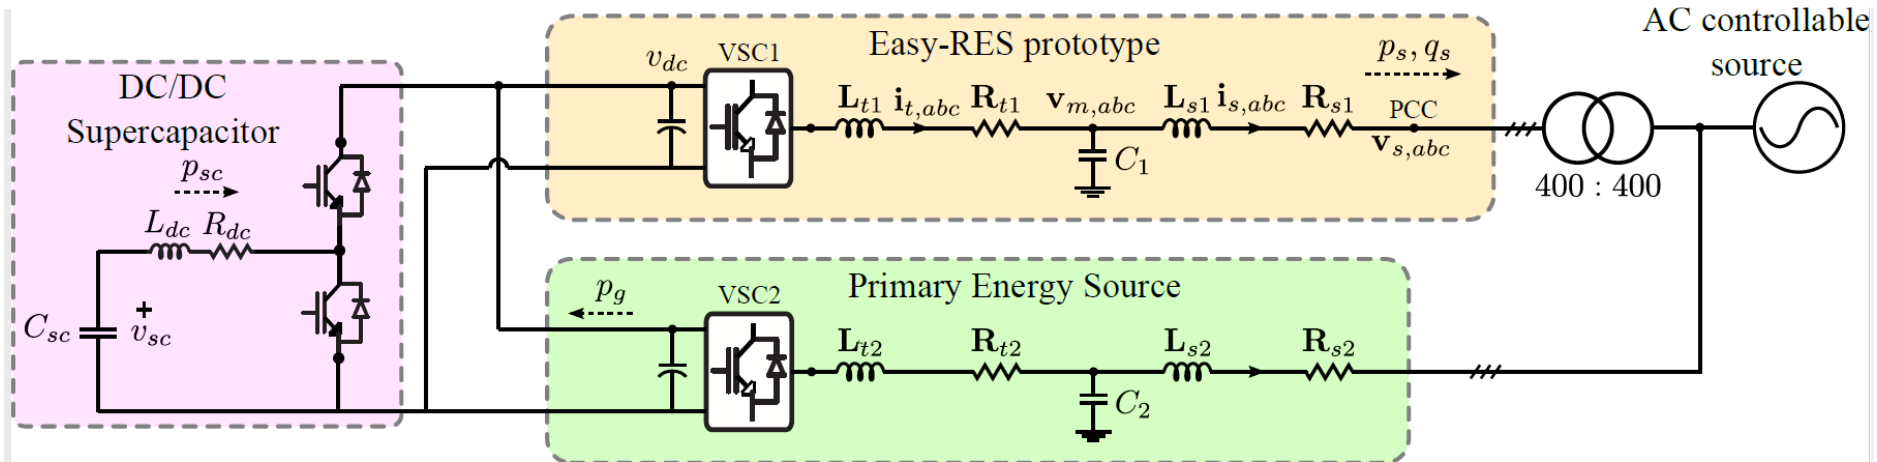 AC controllable
source
Easy-RES prototype
DC/DC
Supercapacitor
p_sc
L_dc R_dc
C_sc
+
v_sc
v_dc
VSC1
L_t1 i_t,abc R_t1 v_m,abc L_s1 i_s,abc R_s1
C_1
p_s, q_s
PCC
v_s,abc
400 : 400
Primary Energy Source
p_g
VSC2
L_t2 R_t2 L_s2 R_s2
C_2